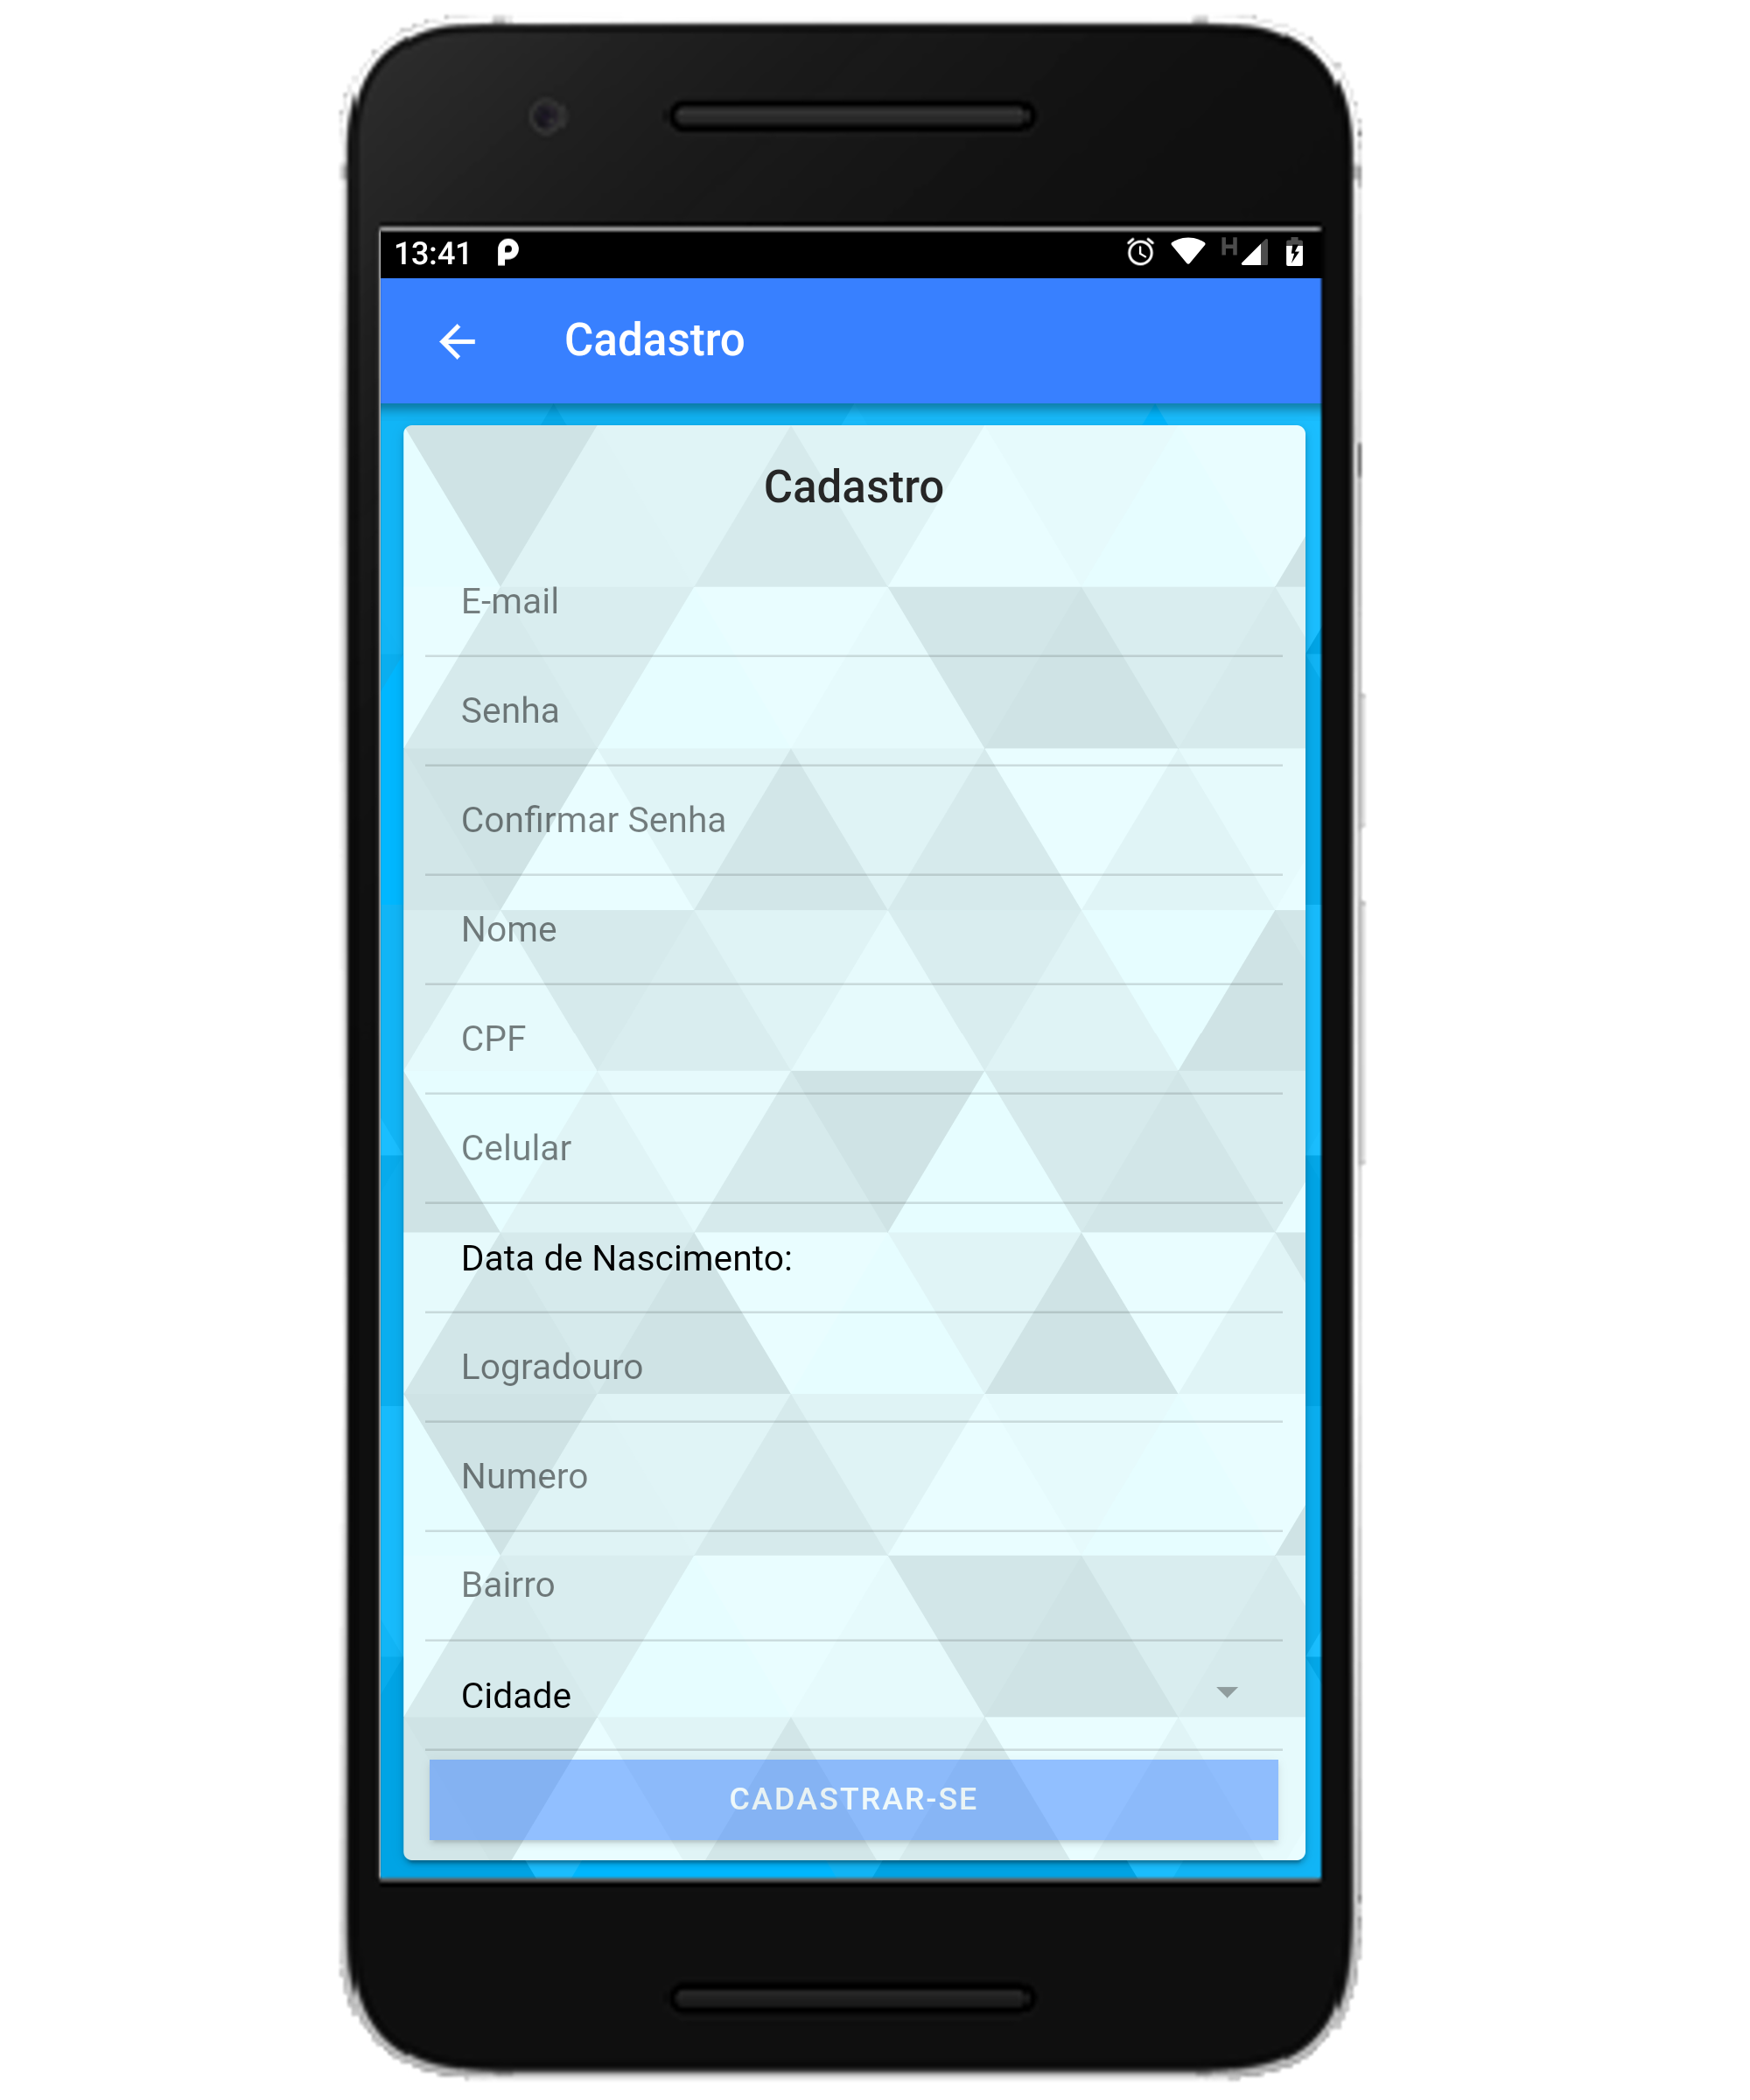 13:41
H
Cadastro
Cadastro
E-mail
Senha
Confirmar Senha
Nome
CPF
Celular
Data de Nascimento:
Logradouro
Numero
Bairro
Cidade
CADASTRAR-SE